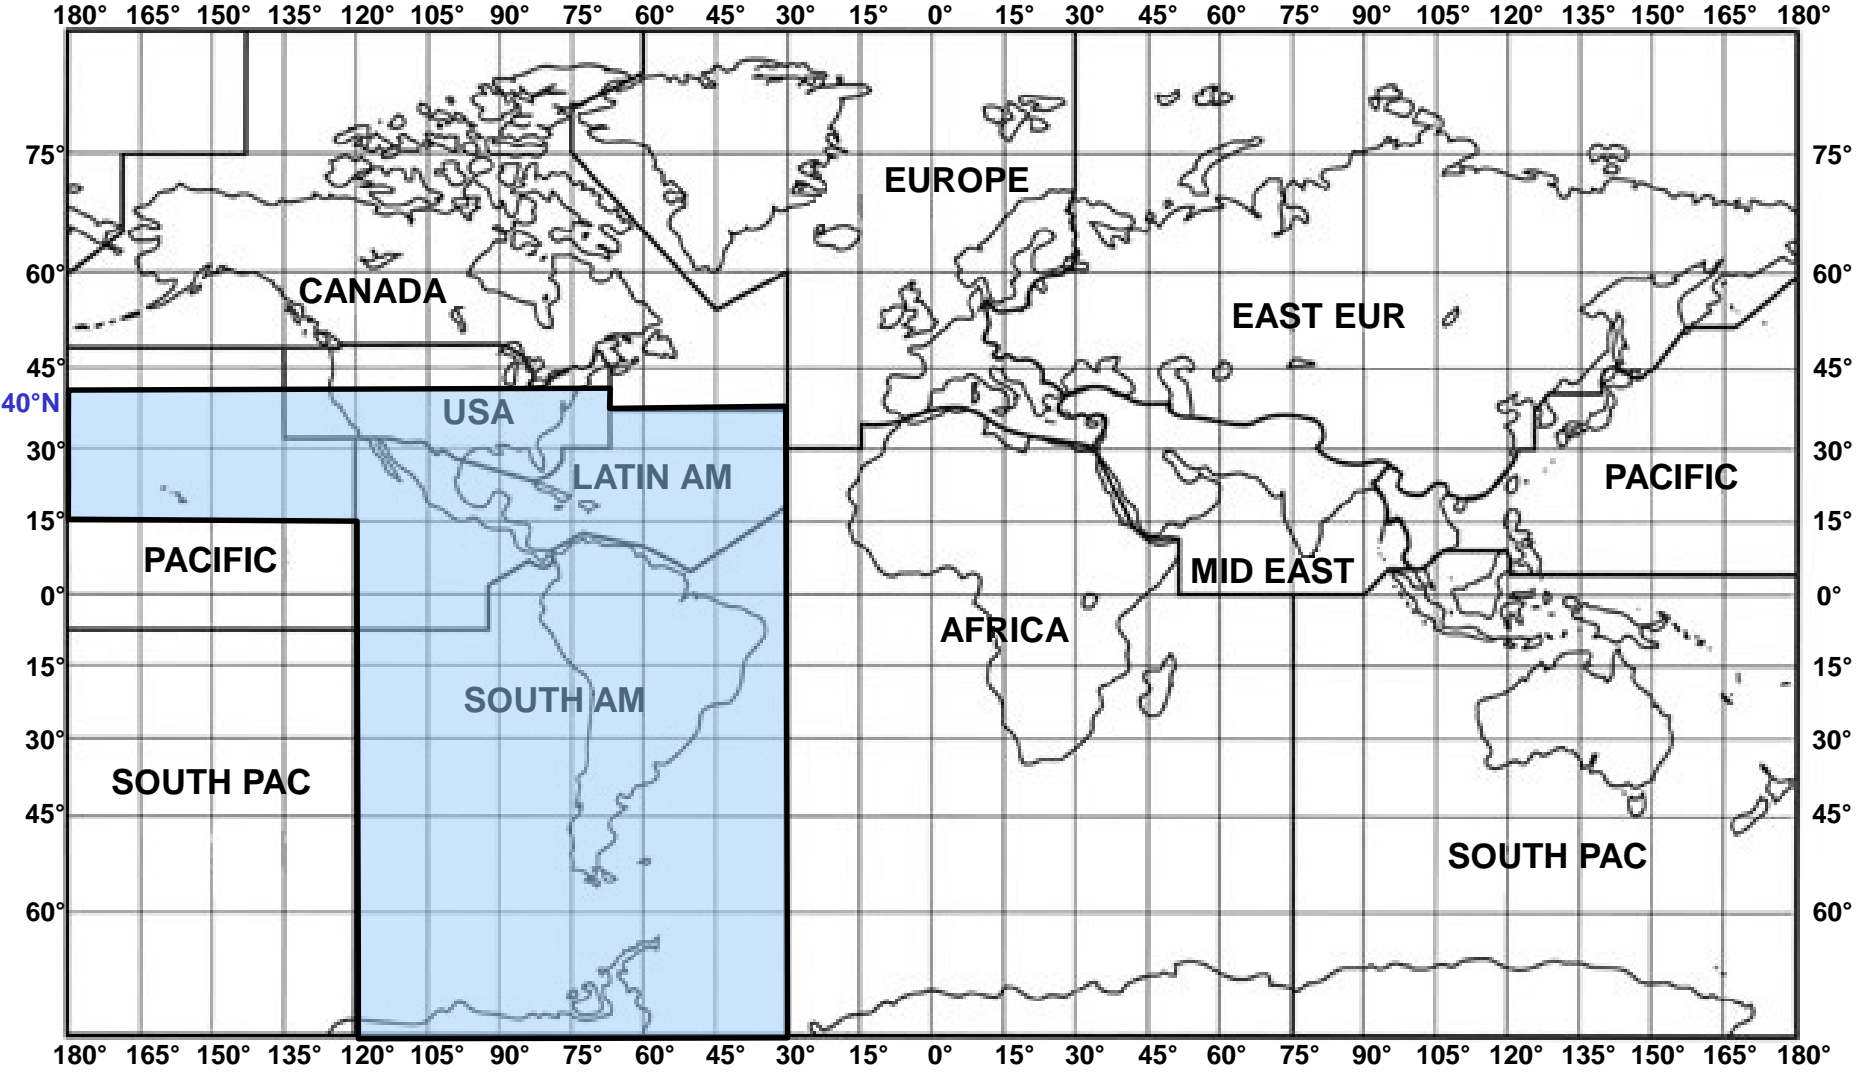 180° 165° 150° 135° 120° 105° 90° 75° 60° 45° 30° 15° 0° 15° 30° 45° 60° 75° 90° 105° 120° 135° 150° 165° 180°
75° 75°
EUROPE
60° 60°
CANADA
EAST EUR
45° 45°
40°N
USA
30° 30°
LATIN AM PACIFIC
15° 15°
PACIFIC MID EAST
0° 0°
AFRICA
15° 15°
SOUTH AM
30° 30°
SOUTH PAC
45° 45°
SOUTH PAC
60° 60°
180° 165° 150° 135° 120° 105° 90° 75° 60° 45° 30 15° 0° 15° 30° 45° 60° 75° 90° 105° 120° 135° 150° 165° 180°